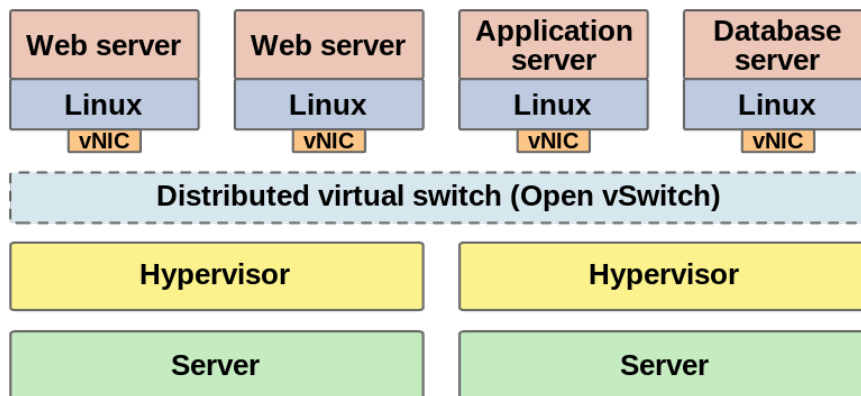 Web server
Web server
Application
server
Database
server
Linux
Linux
Linux
Linux
vNIC
vNIC
vNIC
vNIC
Distributed virtual switch (Open vSwitch)
Hypervisor
Hypervisor
Server
Server